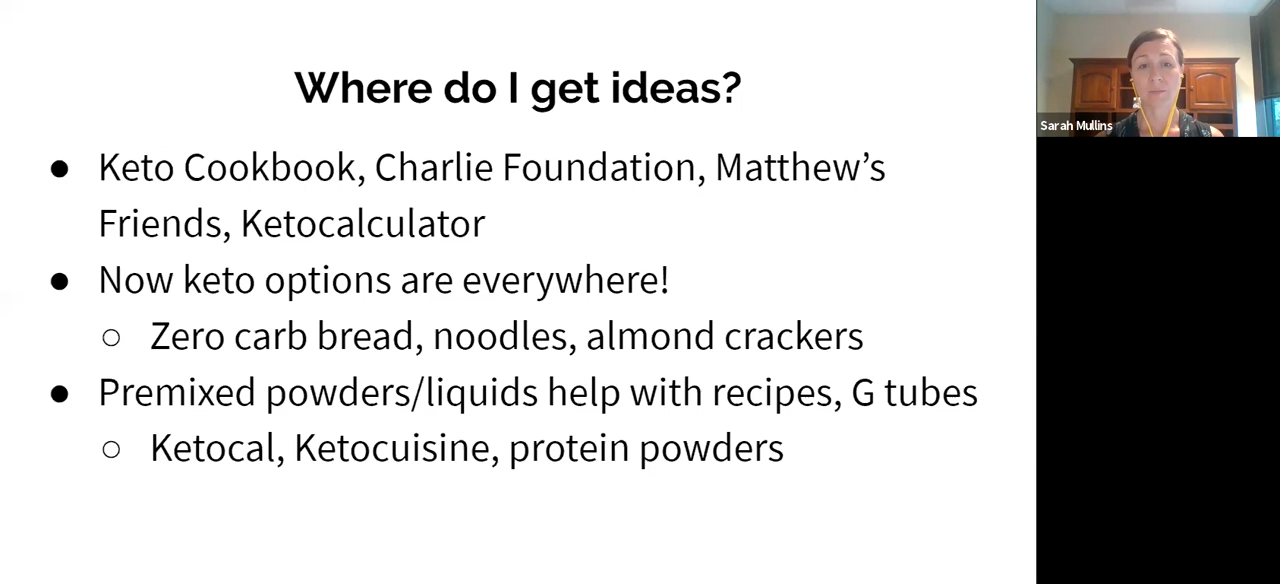 Where do I get ideas?
● Keto Cookbook, Charlie Foundation, Matthew’s
Friends, Ketocalculator
● Now keto options are everywhere!
○ Zero carb bread, noodles, almond crackers
● Premixed powders/liquids help with recipes, G tubes
○ Ketocal, Ketocuisine, protein powders
Sarah Mullins